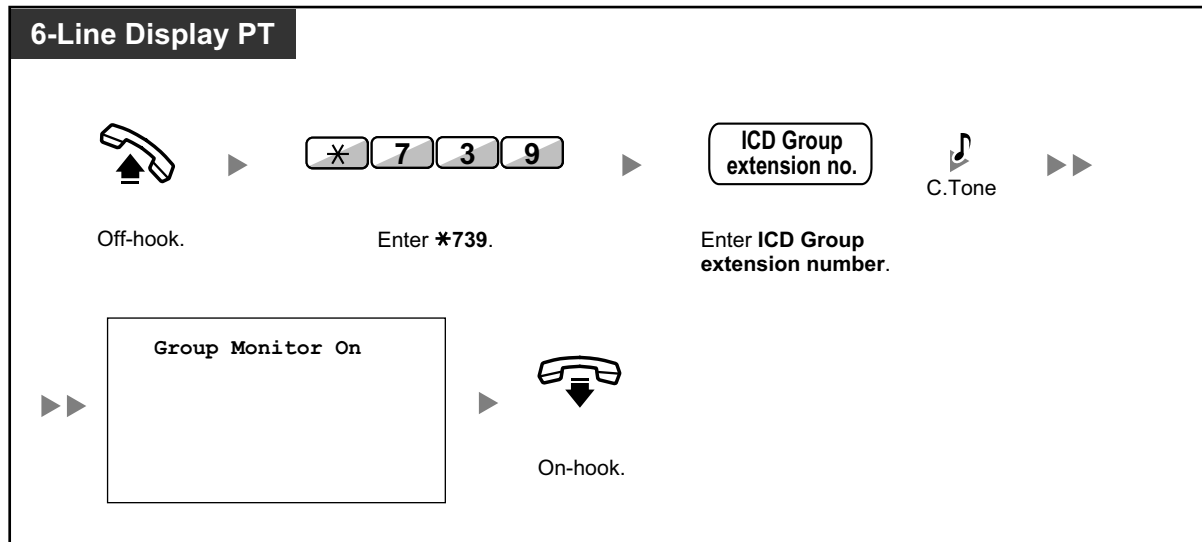 6-Line Display PT
* 7 3 9
ICD Group
extension no.
C.Tone
Off-hook.
Enter *739.
Enter ICD Group
extension number.
Group Monitor On
On-hook.